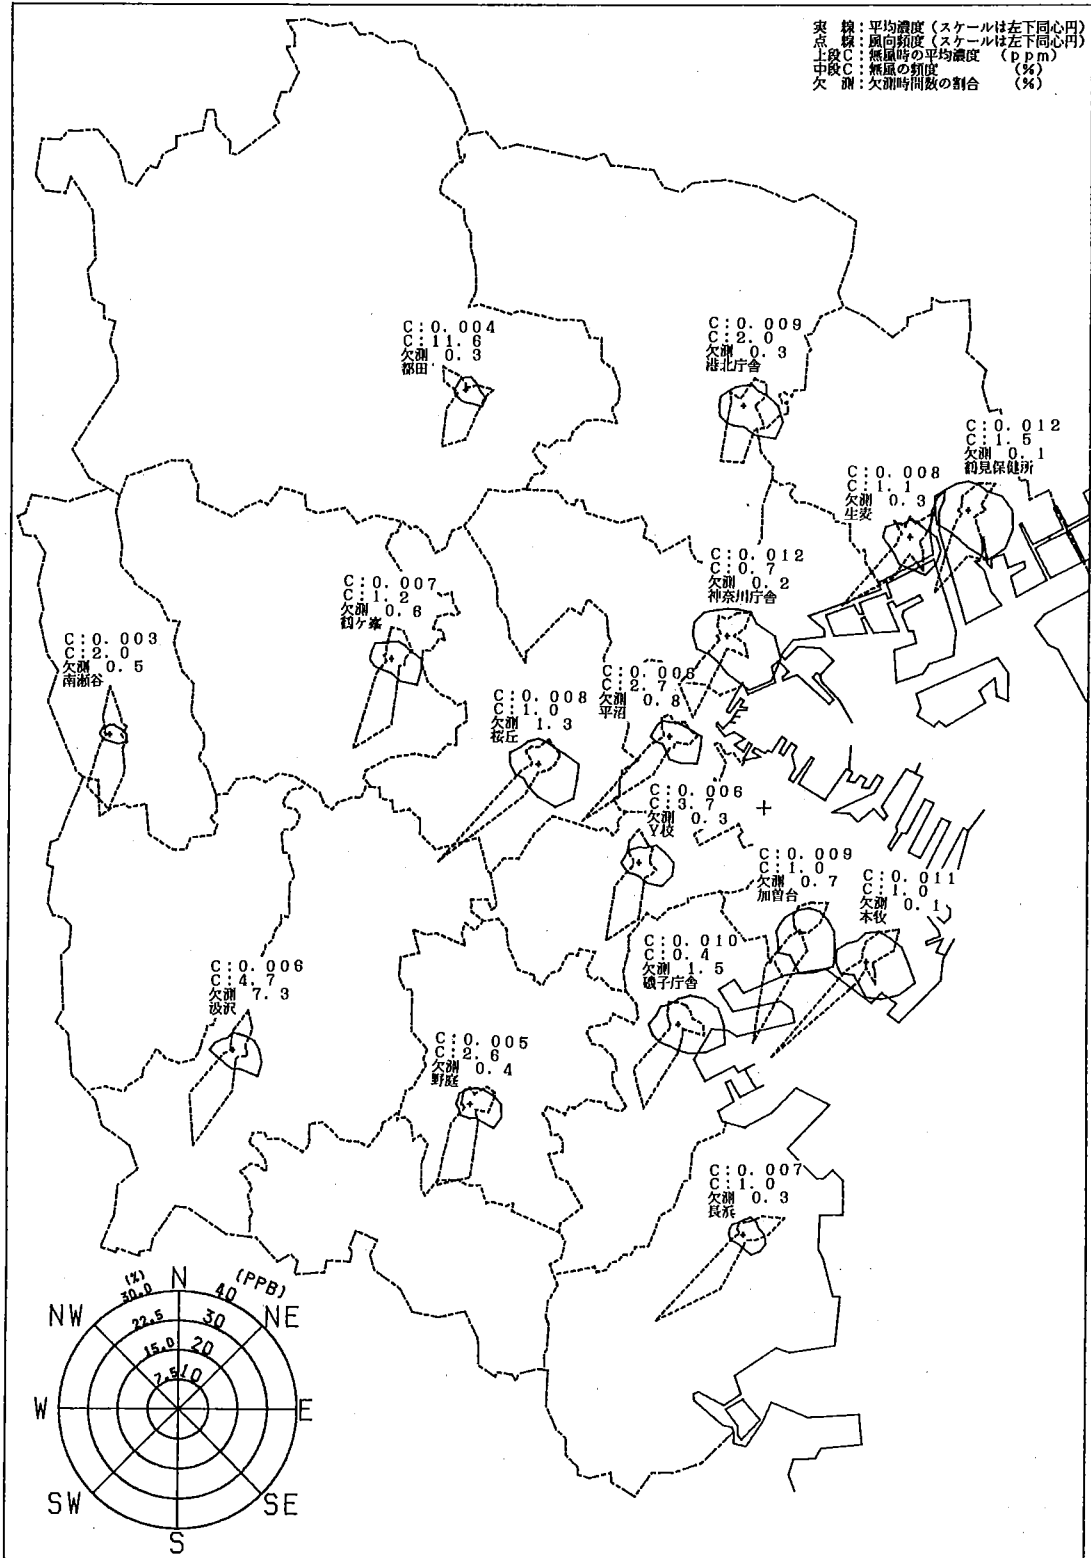 実　線：平均濃度（スケールは左下同心円）
点　線：風向頻度（スケールは左下同心円）
上段C：無風時の平均濃度　（ppm）
中段C：無風の頻度　（%）
欠　測：欠測時間数の割合　（%）
C：0.004
C：11.6
欠測 0.3
都田
C：0.009
C：2.0
欠測 0.3
港北庁舎
C：0.012
C：1.5
欠測 0.1
鶴見保健所
C：0.008
C：1.1
欠測 0.3
生麦
C：0.012
C：0.7
欠測 0.2
神奈川庁舎
C：0.007
C：1.2
欠測 0.6
鶴ケ峯
C：0.003
C：2.0
欠測 0.5
南瀬谷
C：2.7
欠測 0.8
平沼
C：0.008
C：1.0
欠測 1.3
桜丘
C：0.006
C：3.7
欠測 0.3
Y校
C：0.009
C：1.0
欠測 0.7
加曽台
C：0.011
C：1.0
欠測 0.1
本牧
C：0.010
C：0.4
欠測 1.5
磯子庁舎
C：0.006
C：4.7
欠測 7.3
汲沢
C：0.005
C：2.6
欠測 0.4
野庭
C：0.007
C：1.0
欠測 0.3
長浜
(%)
30.0
N
40
(PPB)
NW
22.5
30
NE
15.0
20
7.5
10
W
E
SW
SE
S